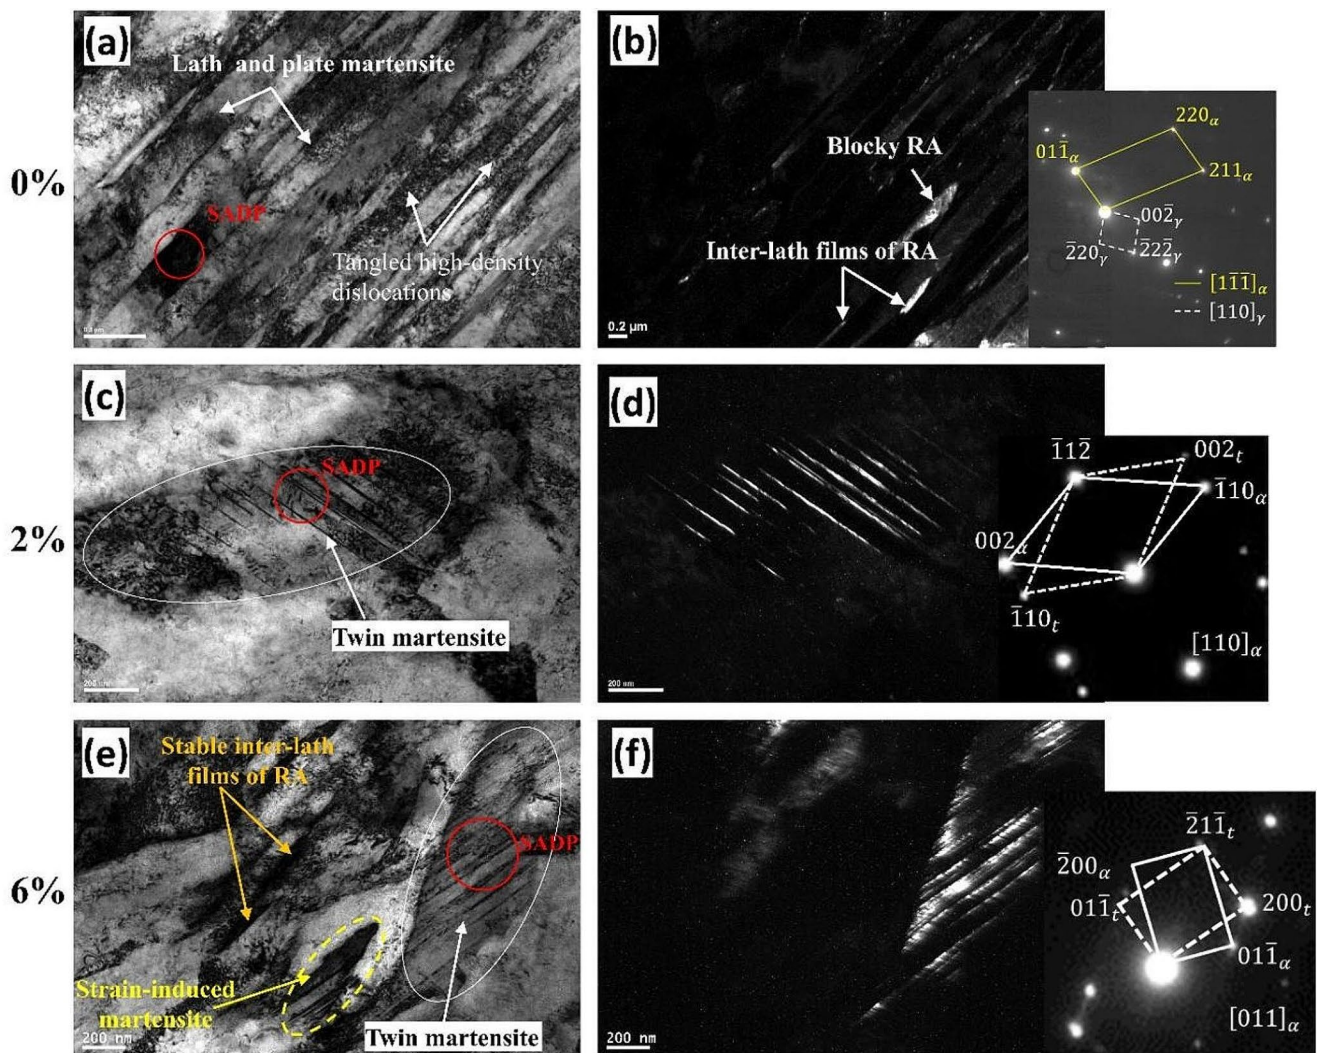 (a)
Lath and plate martensite
SADP
Tangled high-density
dislocations
0%
(b)
Blocky RA
Inter-lath films of RA
0.2 μm
220α
011̅α
211α
002̅γ
2̅20γ
2̅22̅γ
[11̅1̅]α
[110]γ
(c)
SADP
2%
Twin martensite
200 nm
(d)
1̅12̅
002t
1̅10α
002α
1̅10t
[110]α
200 nm
(e)
Stable inter-lath
films of RA
SADP
6%
Strain-induced
martensite
Twin martensite
200 nm
(f)
2̅11̅t
2̅00α
011̅t
200t
011̅α
[011]α
200 nm